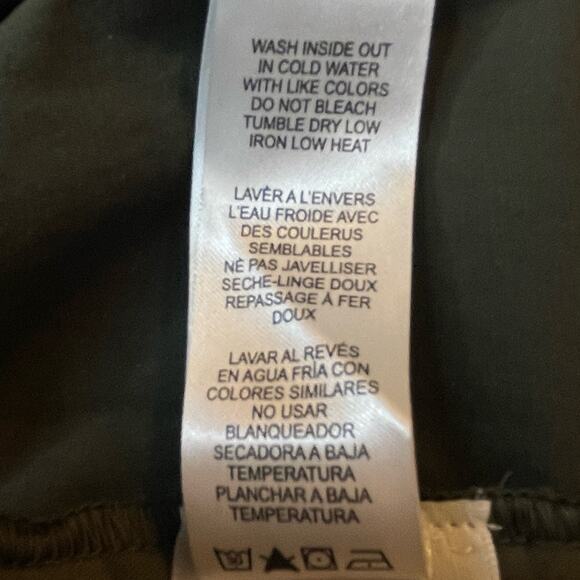 WASH INSIDE OUT
IN COLD WATER
WITH LIKE COLORS
DO NOT BLEACH
TUMBLE DRY LOW
IRON LOW HEAT
LAVÉR A L'ENVERS
L'EAU FROIDE AVEC
DES COULERUS
SEMBLABLES
NÉ PAS JAVELLISER
SECHE-LINGE DOUX
REPASSAGE À FER
DOUX
LAVAR AL REVÉS
EN AGUA FRÍA CON
COLORES SIMILARES
NO USAR
BLANQUEADOR
SECADORA A BAJA
TEMPERATURA
PLANCHAR A BAJA
TEMPERATURA